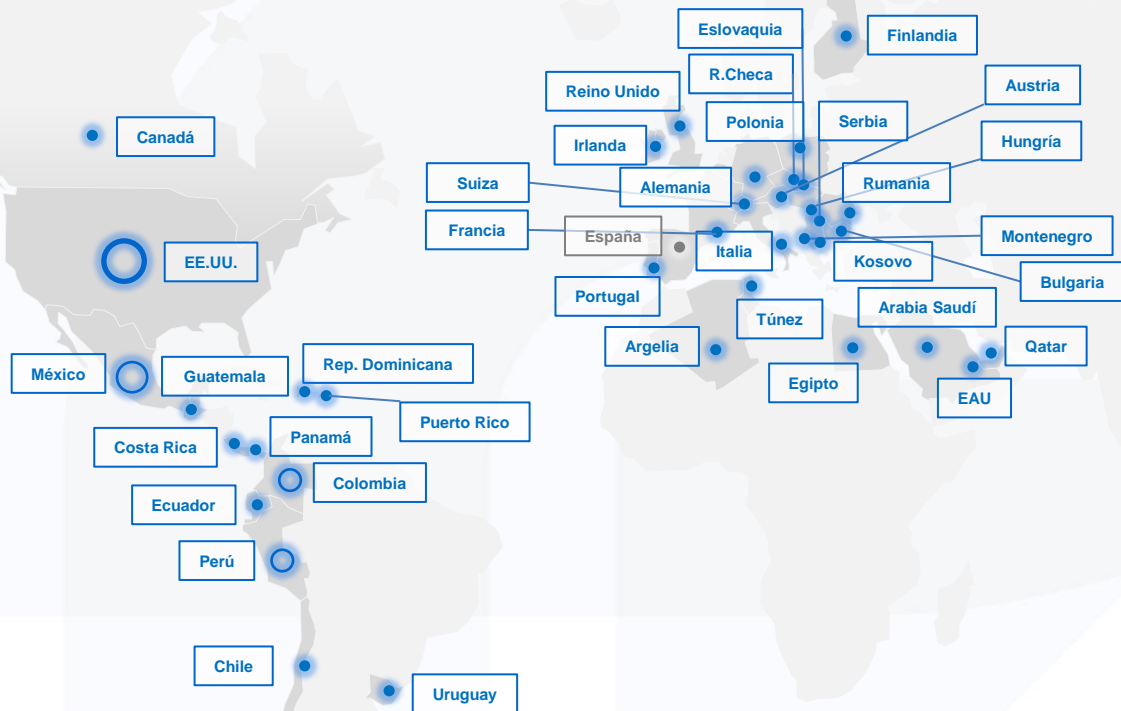 Eslovaquia
Finlandia
R.Checa
Austria
Reino Unido
Polonia
Serbia
Canadá
Irlanda
Hungría
Suiza
Alemania
Rumania
Francia
España
Italia
Montenegro
EE.UU.
Kosovo
Bulgaria
Portugal
Túnez
Arabia Saudí
Argelia
Qatar
México
Guatemala
Rep. Dominicana
Egipto
EAU
Puerto Rico
Costa Rica
Panamá
Colombia
Ecuador
Perú
Chile
Uruguay